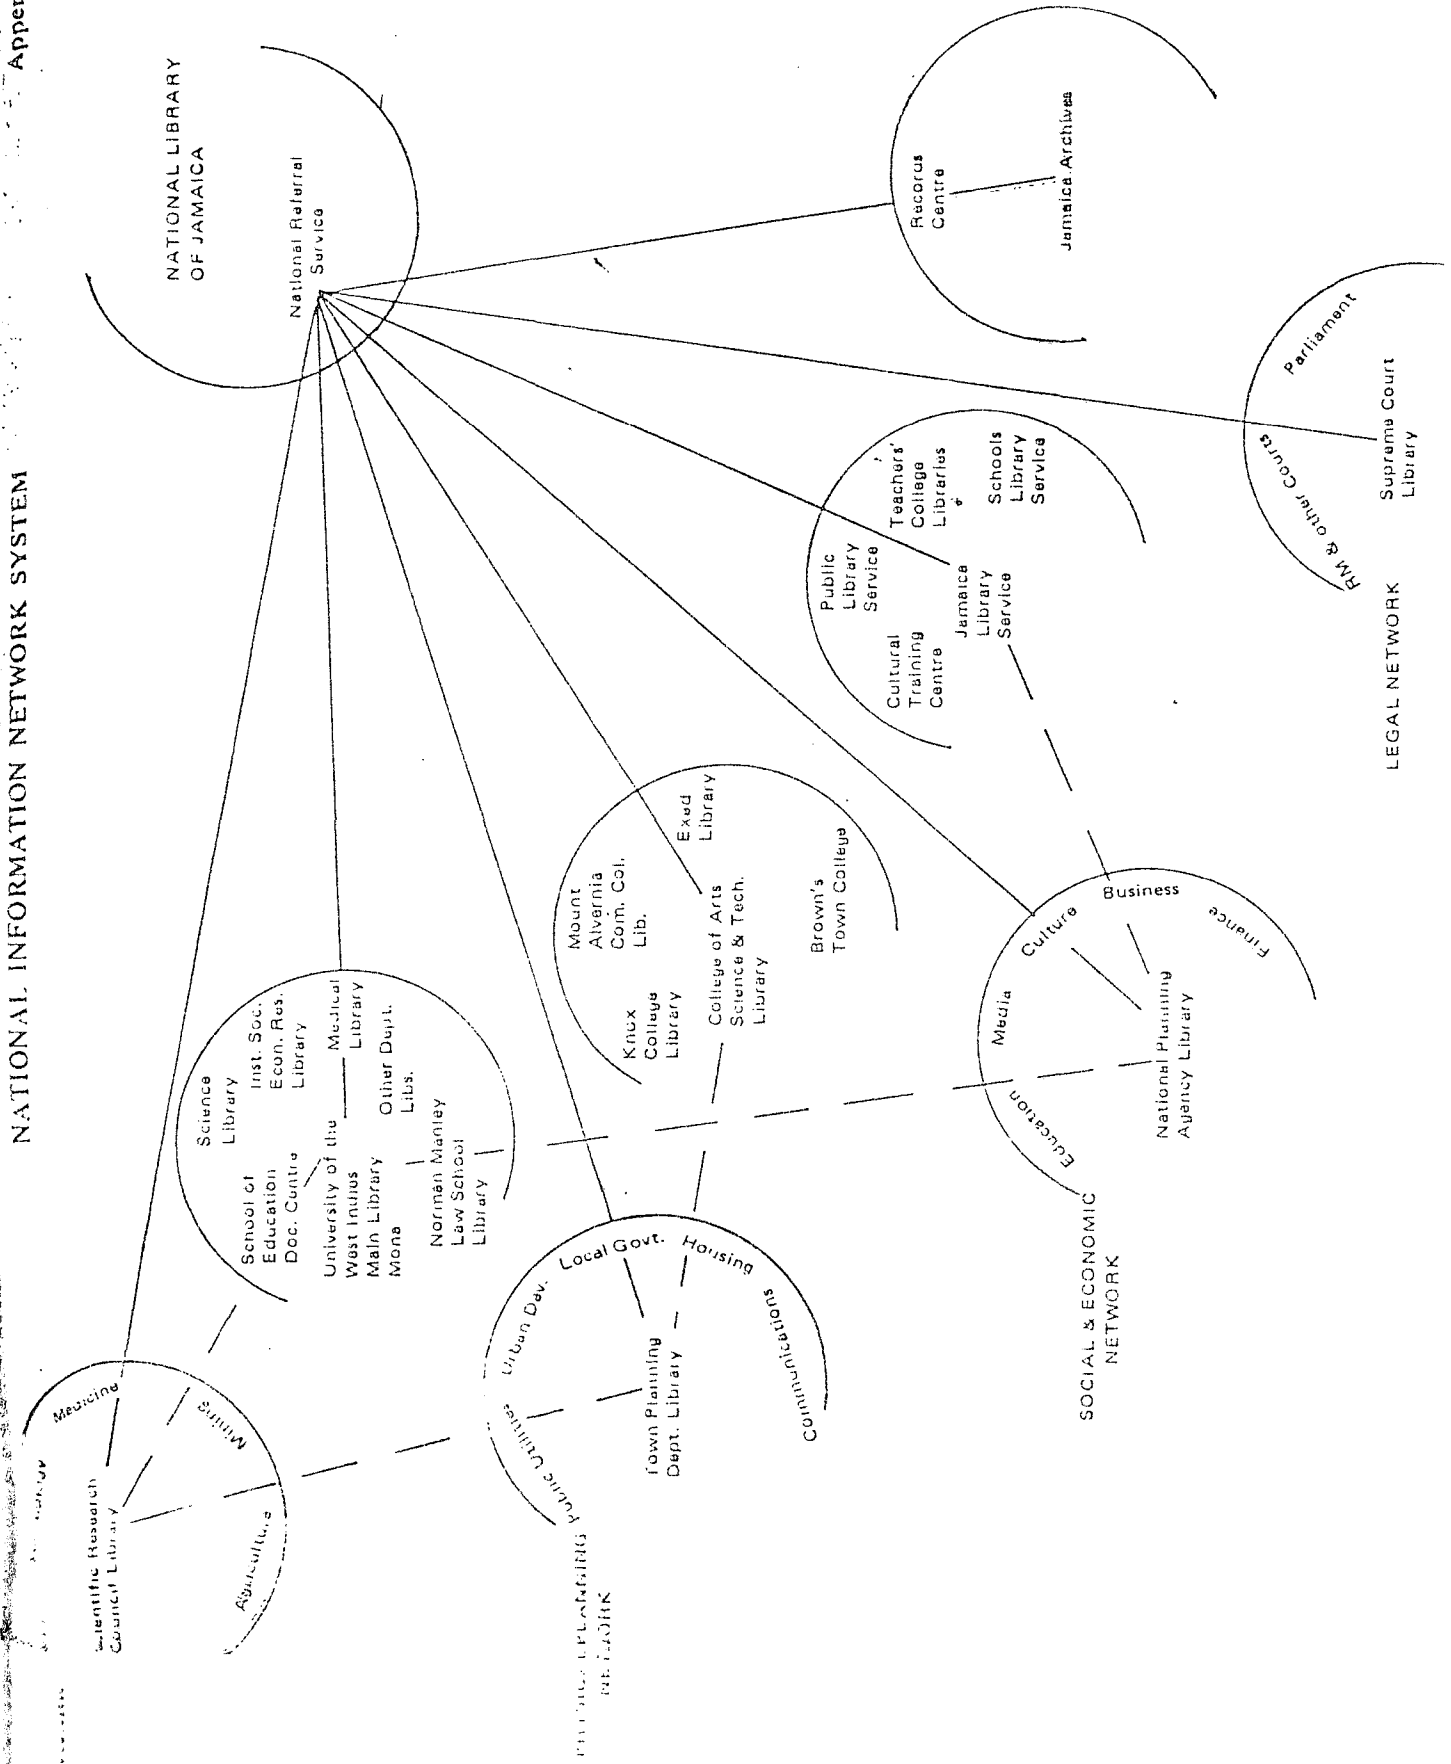 NATIONAL INFORMATION NETWORK SYSTEM
Appen
NATIONAL LIBRARY
OF JAMAICA
National Referral
Service
Scientific Research
Council Library
Medicine
Mining
Agriculture
School of
Education
Doc. Centre
Science
Library
Inst. Soc.
Econ. Res.
Library
University of the
West Indies
Main Library
Mona
Medical
Library
Other Dept.
Libs.
Norman Manley
Law School
Library
Public Utilities
Urban Dev.
Local Govt.
Housing
Communications
Town Planning
Dept. Library
PLANNING
NETWORK
Knox
College
Library
Mount
Alvernia
Com. Col.
Lib.
Exed
Library
College of Arts
Science & Tech.
Library
Brown's
Town College
Education
Media
Culture
Business
Finance
National Planning
Agency Library
SOCIAL & ECONOMIC
NETWORK
Cultural
Training
Centre
Public
Library
Service
Teachers'
College
Libraries
Schools
Library
Service
Jamaica
Library
Service
Records
Centre
Jamaica Archives
RM & other Courts
Parliament
Supreme Court
Library
LEGAL NETWORK